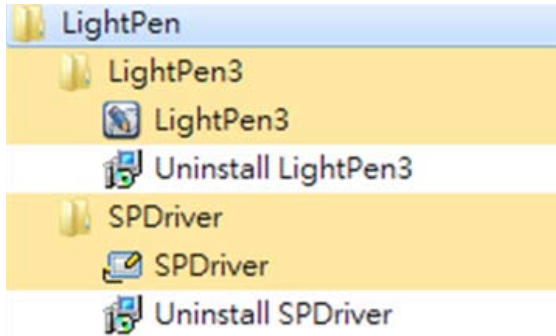 LightPen
LightPen3
LightPen3
Uninstall LightPen3
SPDriver
SPDriver
Uninstall SPDriver